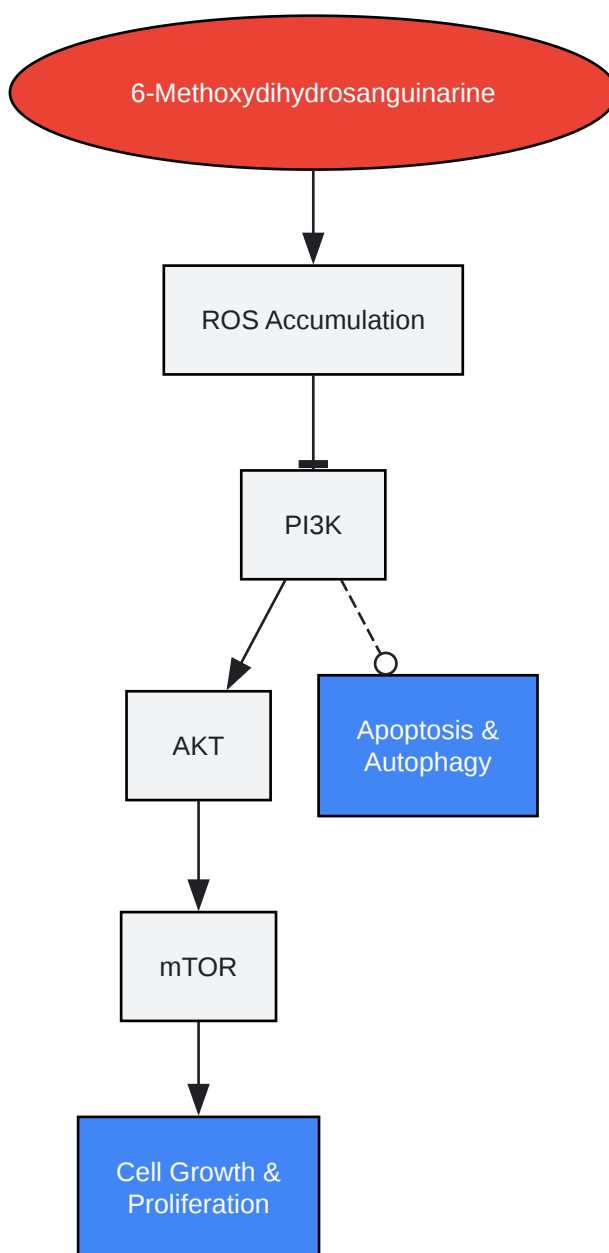 6-Methoxydihydrosanguinarine
ROS Accumulation
PI3K
AKT
Apoptosis &
Autophagy
mTOR
Cell Growth &
Proliferation